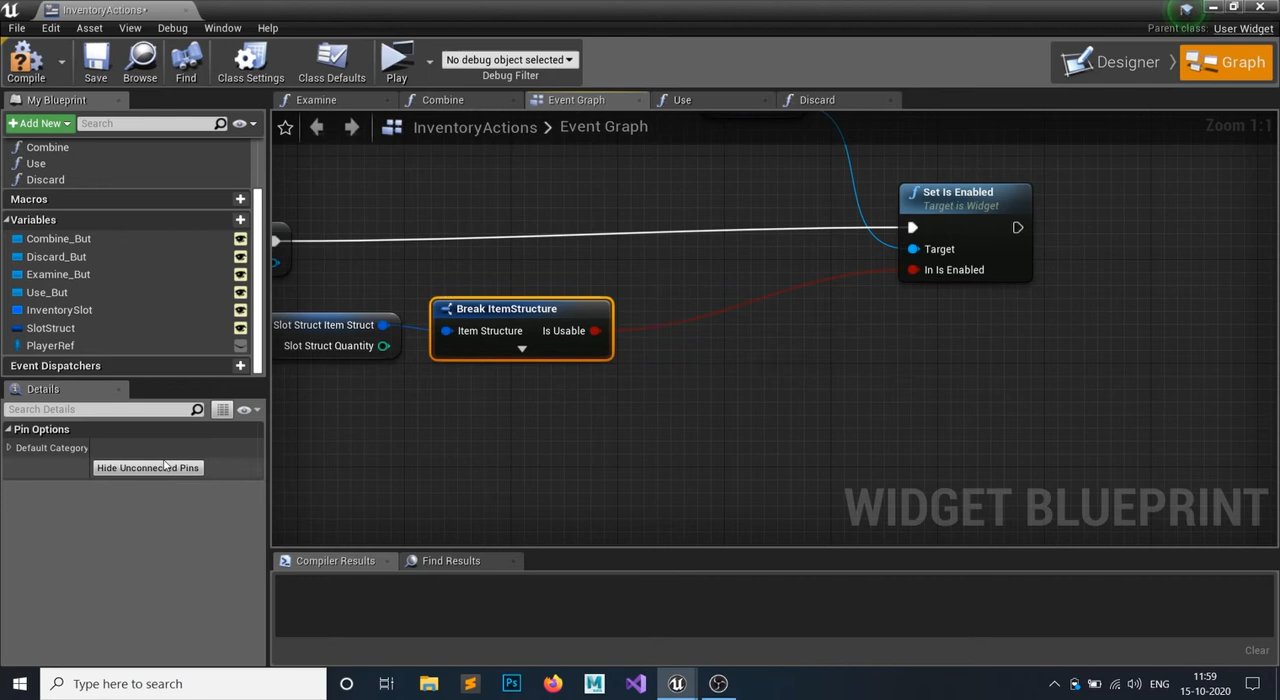 InventoryActions*
File Edit Asset View Debug Window Help
Parent class: User Widget
Compile Save Browse Find Class Settings Class Defaults Play
No debug object selected
Debug Filter
Designer Graph
My Blueprint
Examine Combine Event Graph Use Discard
Add New Search
InventoryActions > Event Graph
Zoom 1:1
Combine
Use
Discard
Macros
Variables
Combine_But
Discard_But
Examine_But
Use_But
InventorySlot
SlotStruct
PlayerRef
Event Dispatchers
Set Is Enabled
Target is Widget
Target
In Is Enabled
Slot Struct Item Struct
Slot Struct Quantity
Break ItemStructure
Item Structure Is Usable
Details
Search Details
Pin Options
Default Category
Hide Unconnected Pins
WIDGET BLUEPRINT
Compiler Results Find Results
Clear
Type here to search
Ps
M
ENG
11:59
15-10-2020